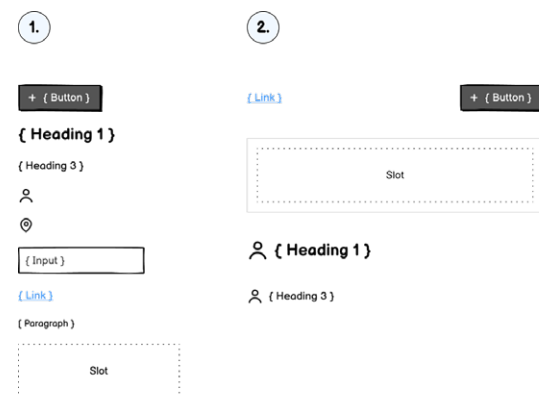 1.
+ { Button }
{ Heading 1 }
{ Heading 3 }
{ Input }
{ Link }
{ Paragraph }
Slot
2.
{ Link }
+ { Button }
Slot
{ Heading 1 }
{ Heading 3 }